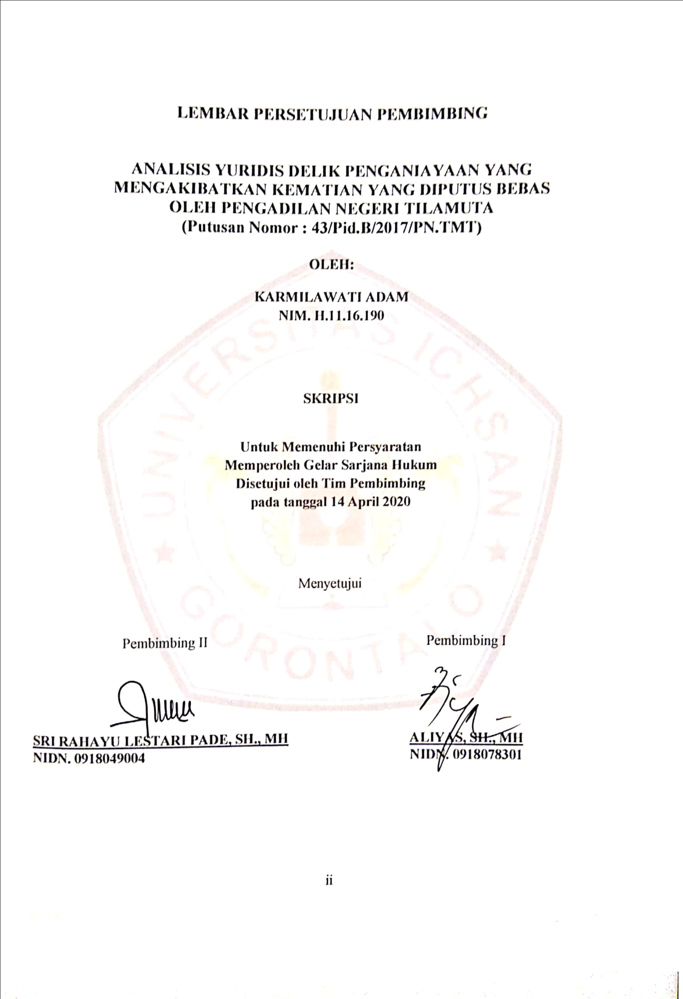 LEMBAR PERSETUJUAN PEMBIMBING
ANALISIS YURIDIS DELIK PENGANIAYAAN YANG
MENGAKIBATKAN KEMATIAN YANG DIPUTUS BEBAS
OLEH PENGADILAN NEGERI TILAMUTA
(Putusan Nomor : 43/Pid.B/2017/PN.TMT)
OLEH:
KARMILAWATI ADAM
NIM. H.11.16.190
UNIVERSITAS ICHSAN
GORONTALO
SKRIPSI
Untuk Memenuhi Persyaratan
Memperoleh Gelar Sarjana Hukum
Disetujui oleh Tim Pembimbing
pada tanggal 14 April 2020
Menyetujui
Pembimbing II
Pembimbing I
SRI RAHAYU LESTARI PADE, SH., MH
NIDN. 0918049004
ALIYAS, SH., MH
NIDN. 0918078301
ii